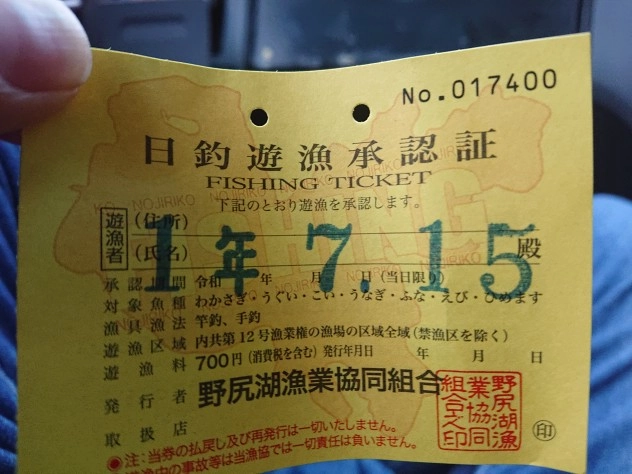 No.017400
日釣遊漁承認証
FISHING TICKET
下記のとおり遊漁を承認します。
遊漁者 (住所)
(氏名) 殿
1年7.15
承認期間 令和 年 月 日(当日限り)
対象魚種 わかさぎ・うぐい・こい・うなぎ・ふな・えび・ひめます
漁具漁法 竿釣、手釣
遊漁区域 内共第12号漁業権の漁場の区域全域(禁漁区を除く)
遊漁料 700円(消費税を含む) 発行年月日 年 月 日
発行者 野尻湖漁業協同組合
野尻湖漁業協同組合之印
取扱店 印
●注:当券の払戻し及び再発行は一切いたしません。
遊漁中の事故等は当漁協では一切責任は負いません。